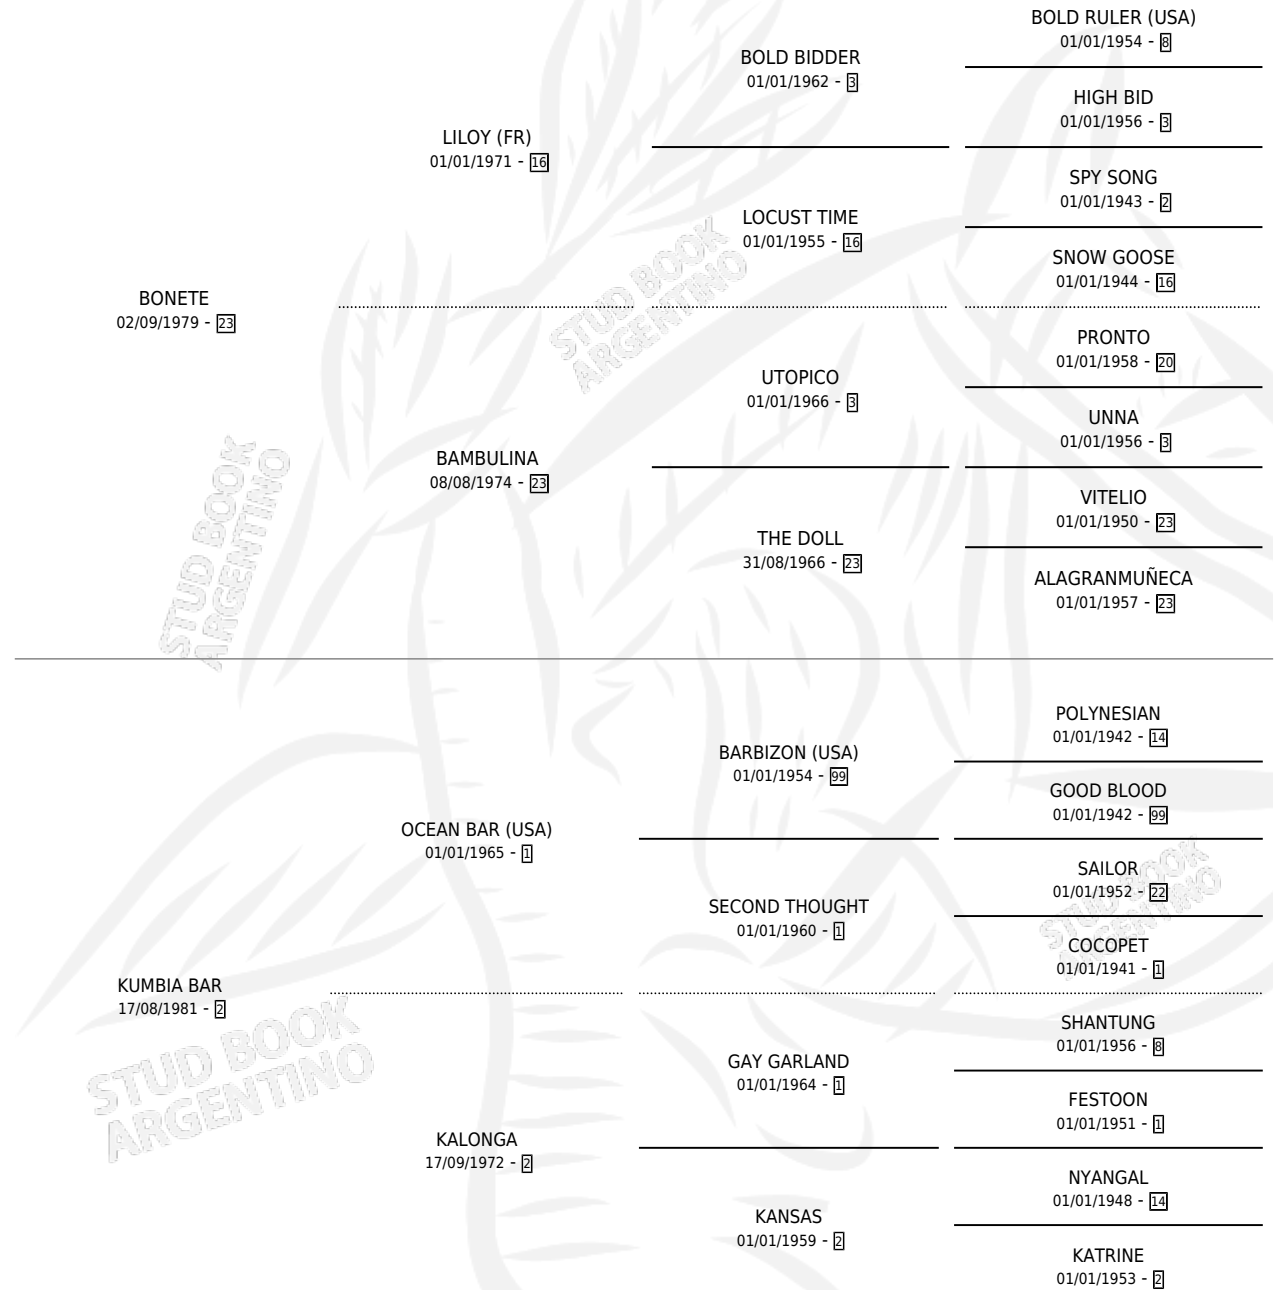 BOLD RULER (USA)
01/01/1954 - 8
BOLD BIDDER
01/01/1962 - 3
HIGH BID
01/01/1956 - 3
LILOY (FR)
01/01/1971 - 16
SPY SONG
01/01/1943 - 2
LOCUST TIME
01/01/1955 - 16
SNOW GOOSE
01/01/1944 - 16
STUD BOOK
ARGENTINO
BONETE
02/09/1979 - 23
PRONTO
01/01/1958 - 20
UTOPICO
01/01/1966 - 3
UNNA
01/01/1956 - 3
BAMBULINA
08/08/1974 - 23
VITELIO
01/01/1950 - 23
THE DOLL
31/08/1966 - 23
ALAGRANMUÑECA
01/01/1957 - 23
STUD BOOK
ARGENTINO
POLYNESIAN
01/01/1942 - 14
BARBIZON (USA)
01/01/1954 - 99
GOOD BLOOD
01/01/1942 - 99
OCEAN BAR (USA)
01/01/1965 - 1
SAILOR
01/01/1952 - 22
SECOND THOUGHT
01/01/1960 - 1
COCOPET
01/01/1941 - 1
STUD BOOK
ARGENTINO
KUMBIA BAR
17/08/1981 - 2
SHANTUNG
01/01/1956 - 8
GAY GARLAND
01/01/1964 - 1
FESTOON
01/01/1951 - 1
STUD BOOK
ARGENTINO
KALONGA
17/09/1972 - 2
NYANGAL
01/01/1948 - 14
KANSAS
01/01/1959 - 2
KATRINE
01/01/1953 - 2